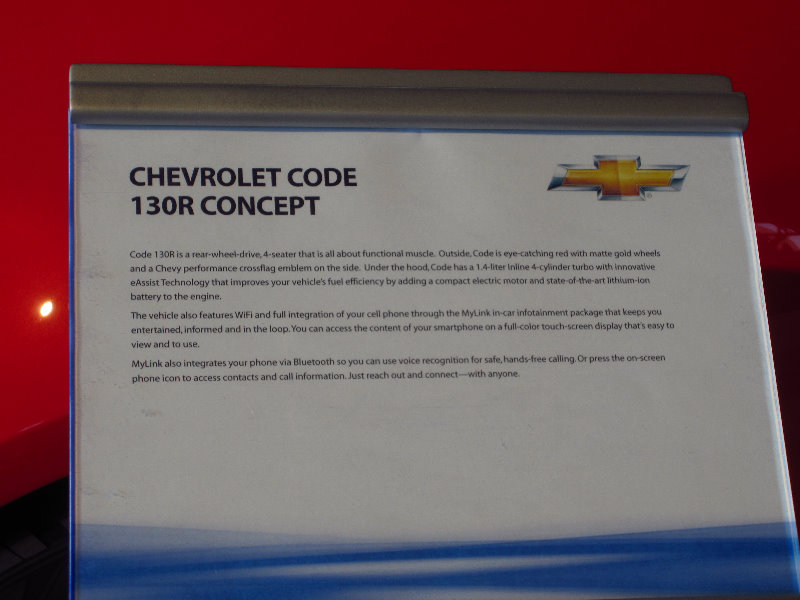 CHEVROLET CODE
130R CONCEPT
Code 130R is a rear-wheel-drive, 4-seater that is all about functional muscle. Outside, Code is eye-catching red with matte gold wheels
and a Chevy performance crossflag emblem on the side. Under the hood, Code has a 1.4-liter inline 4-cylinder turbo with innovative
eAssist Technology that improves your vehicle's fuel efficiency by adding a compact electric motor and state-of-the-art lithium-ion
battery to the engine.
The vehicle also features WiFi and full integration of your cell phone through the MyLink in-car infotainment package that keeps you
entertained, informed and in the loop. You can access the content of your smartphone on a full-color touch-screen display that's easy to
view and to use.
MyLink also integrates your phone via Bluetooth so you can use voice recognition for safe, hands-free calling. Or press the on-screen
phone icon to access contacts and call information. Just reach out and connect—with anyone.